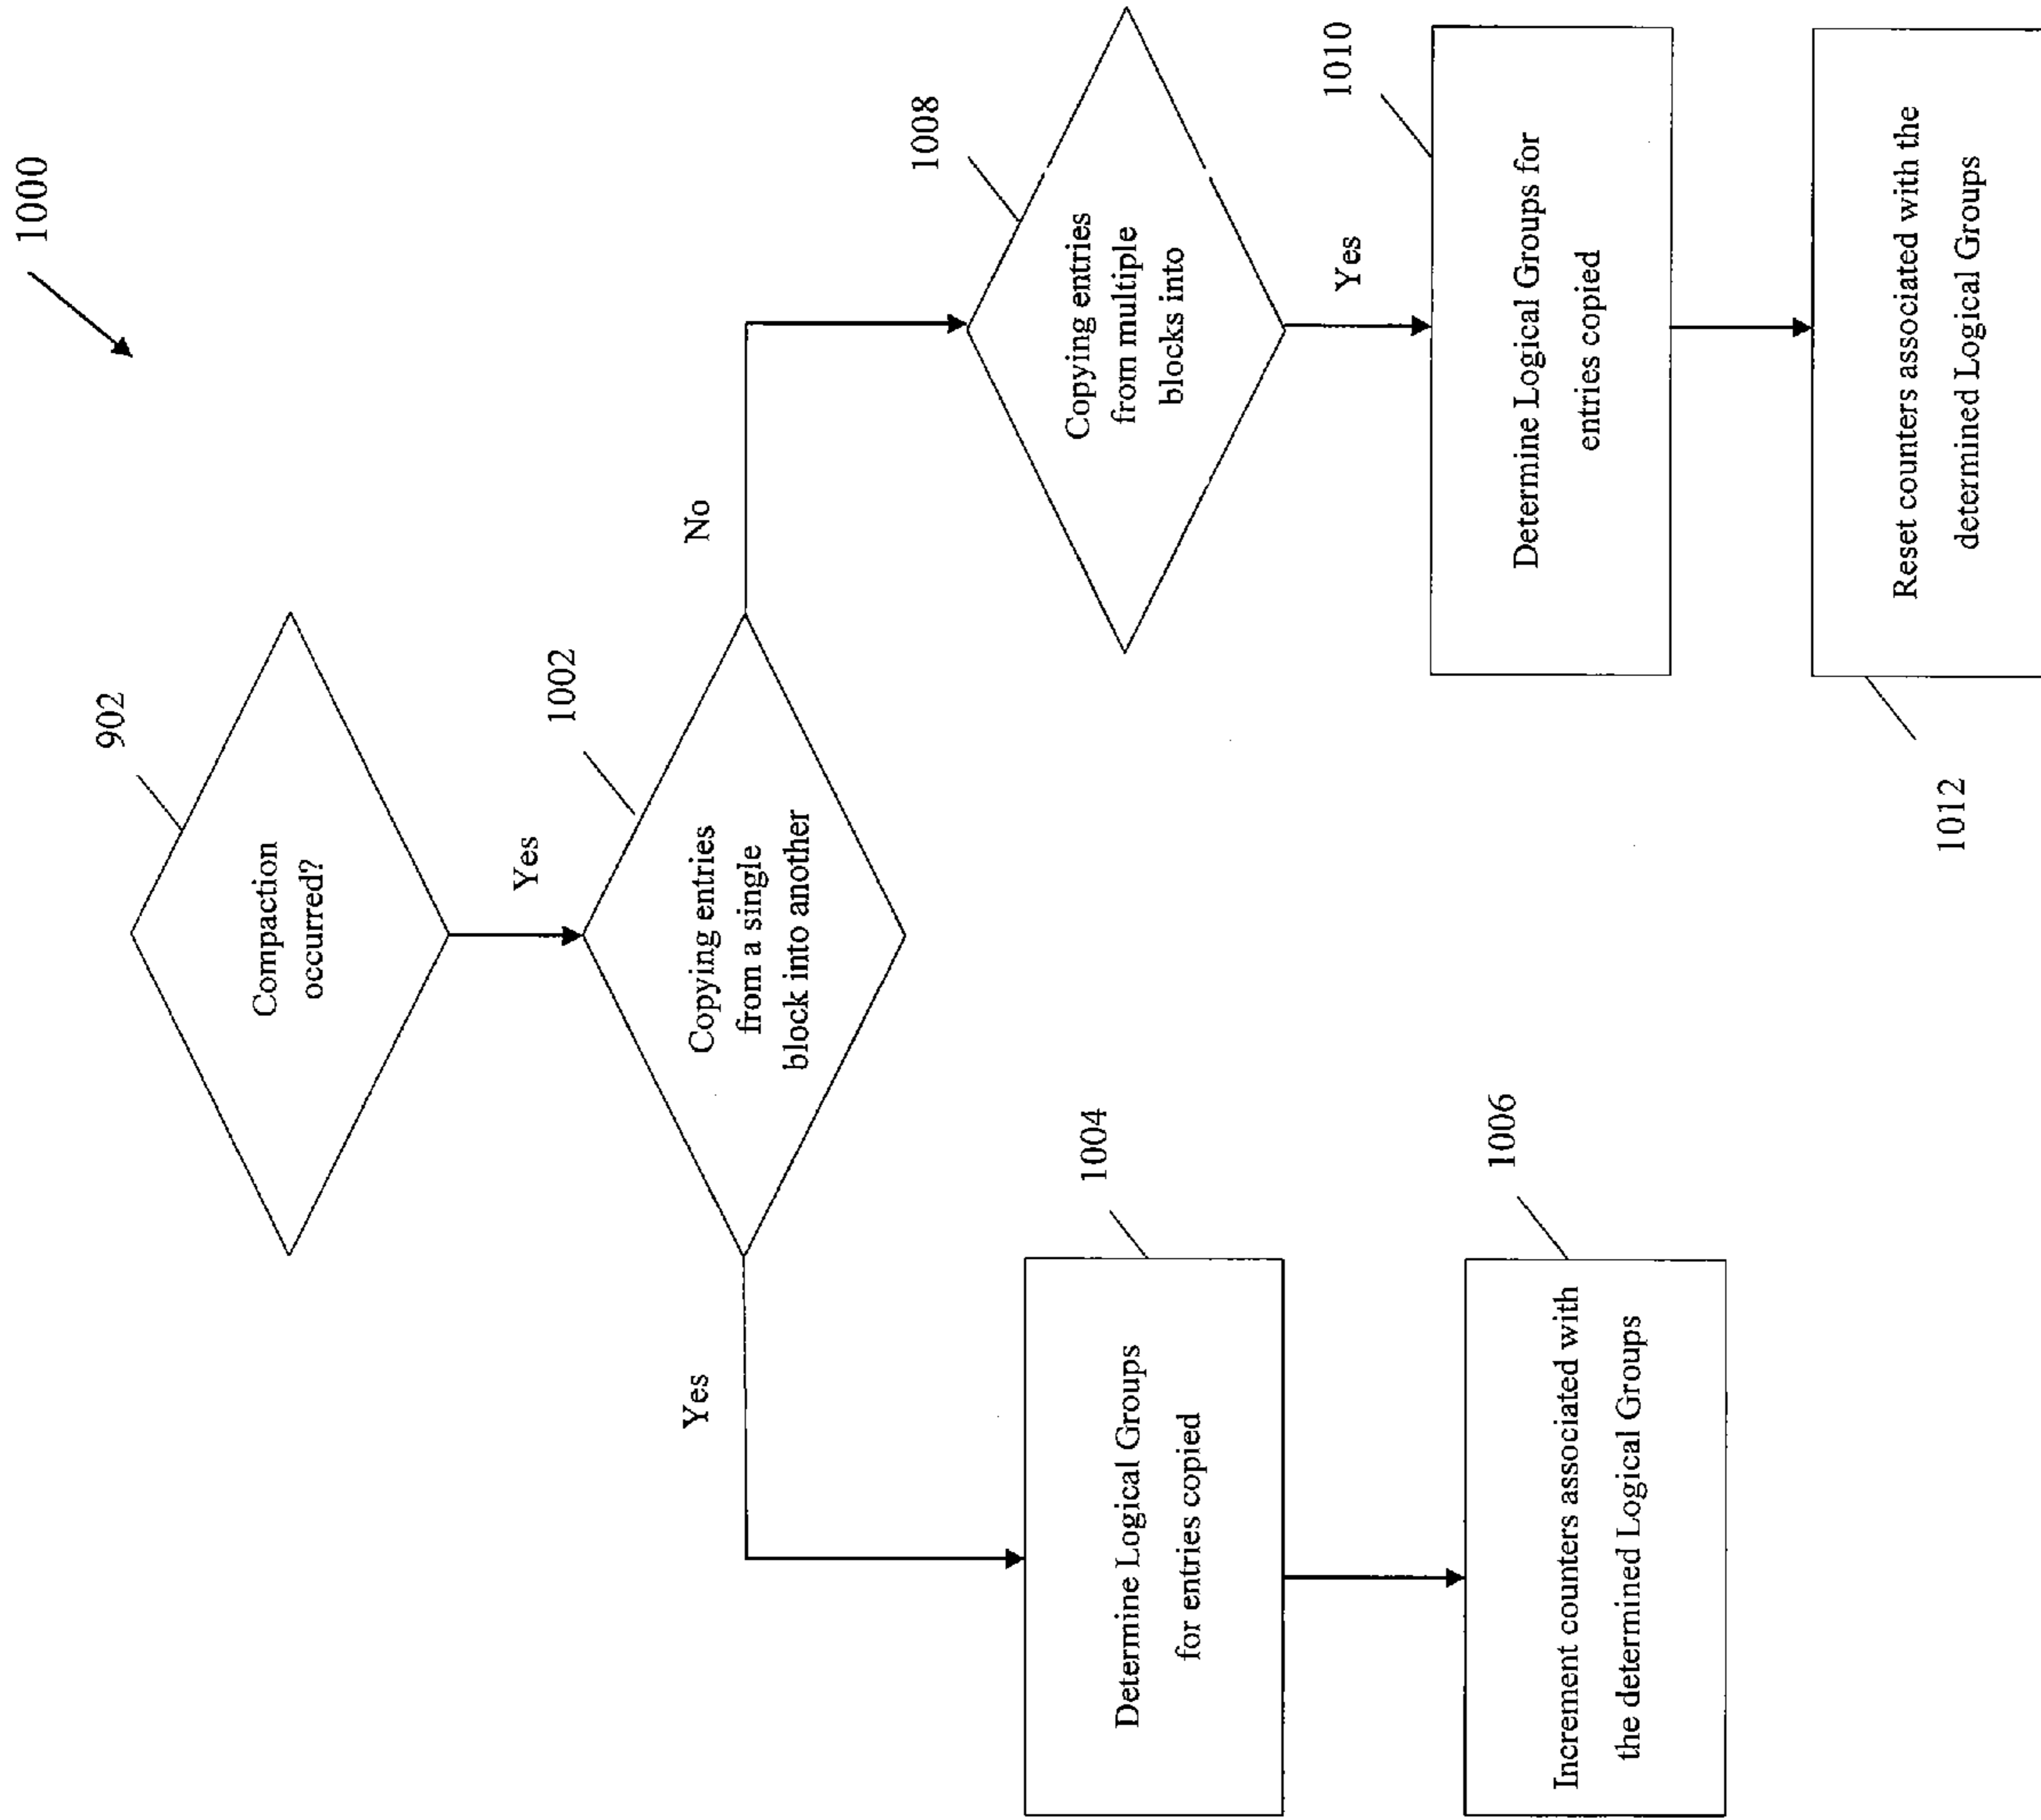 1000
902
Compaction
occurred?
Yes
1002
Copying entries
from a single
block into another
No
Yes
1004
Determine Logical Groups
for entries copied
1006
Increment counters associated with
the determined Logical Groups
1008
Copying entries
from multiple
blocks into
Yes
1010
Determine Logical Groups for
entries copied
1012
Reset counters associated with the
determined Logical Groups